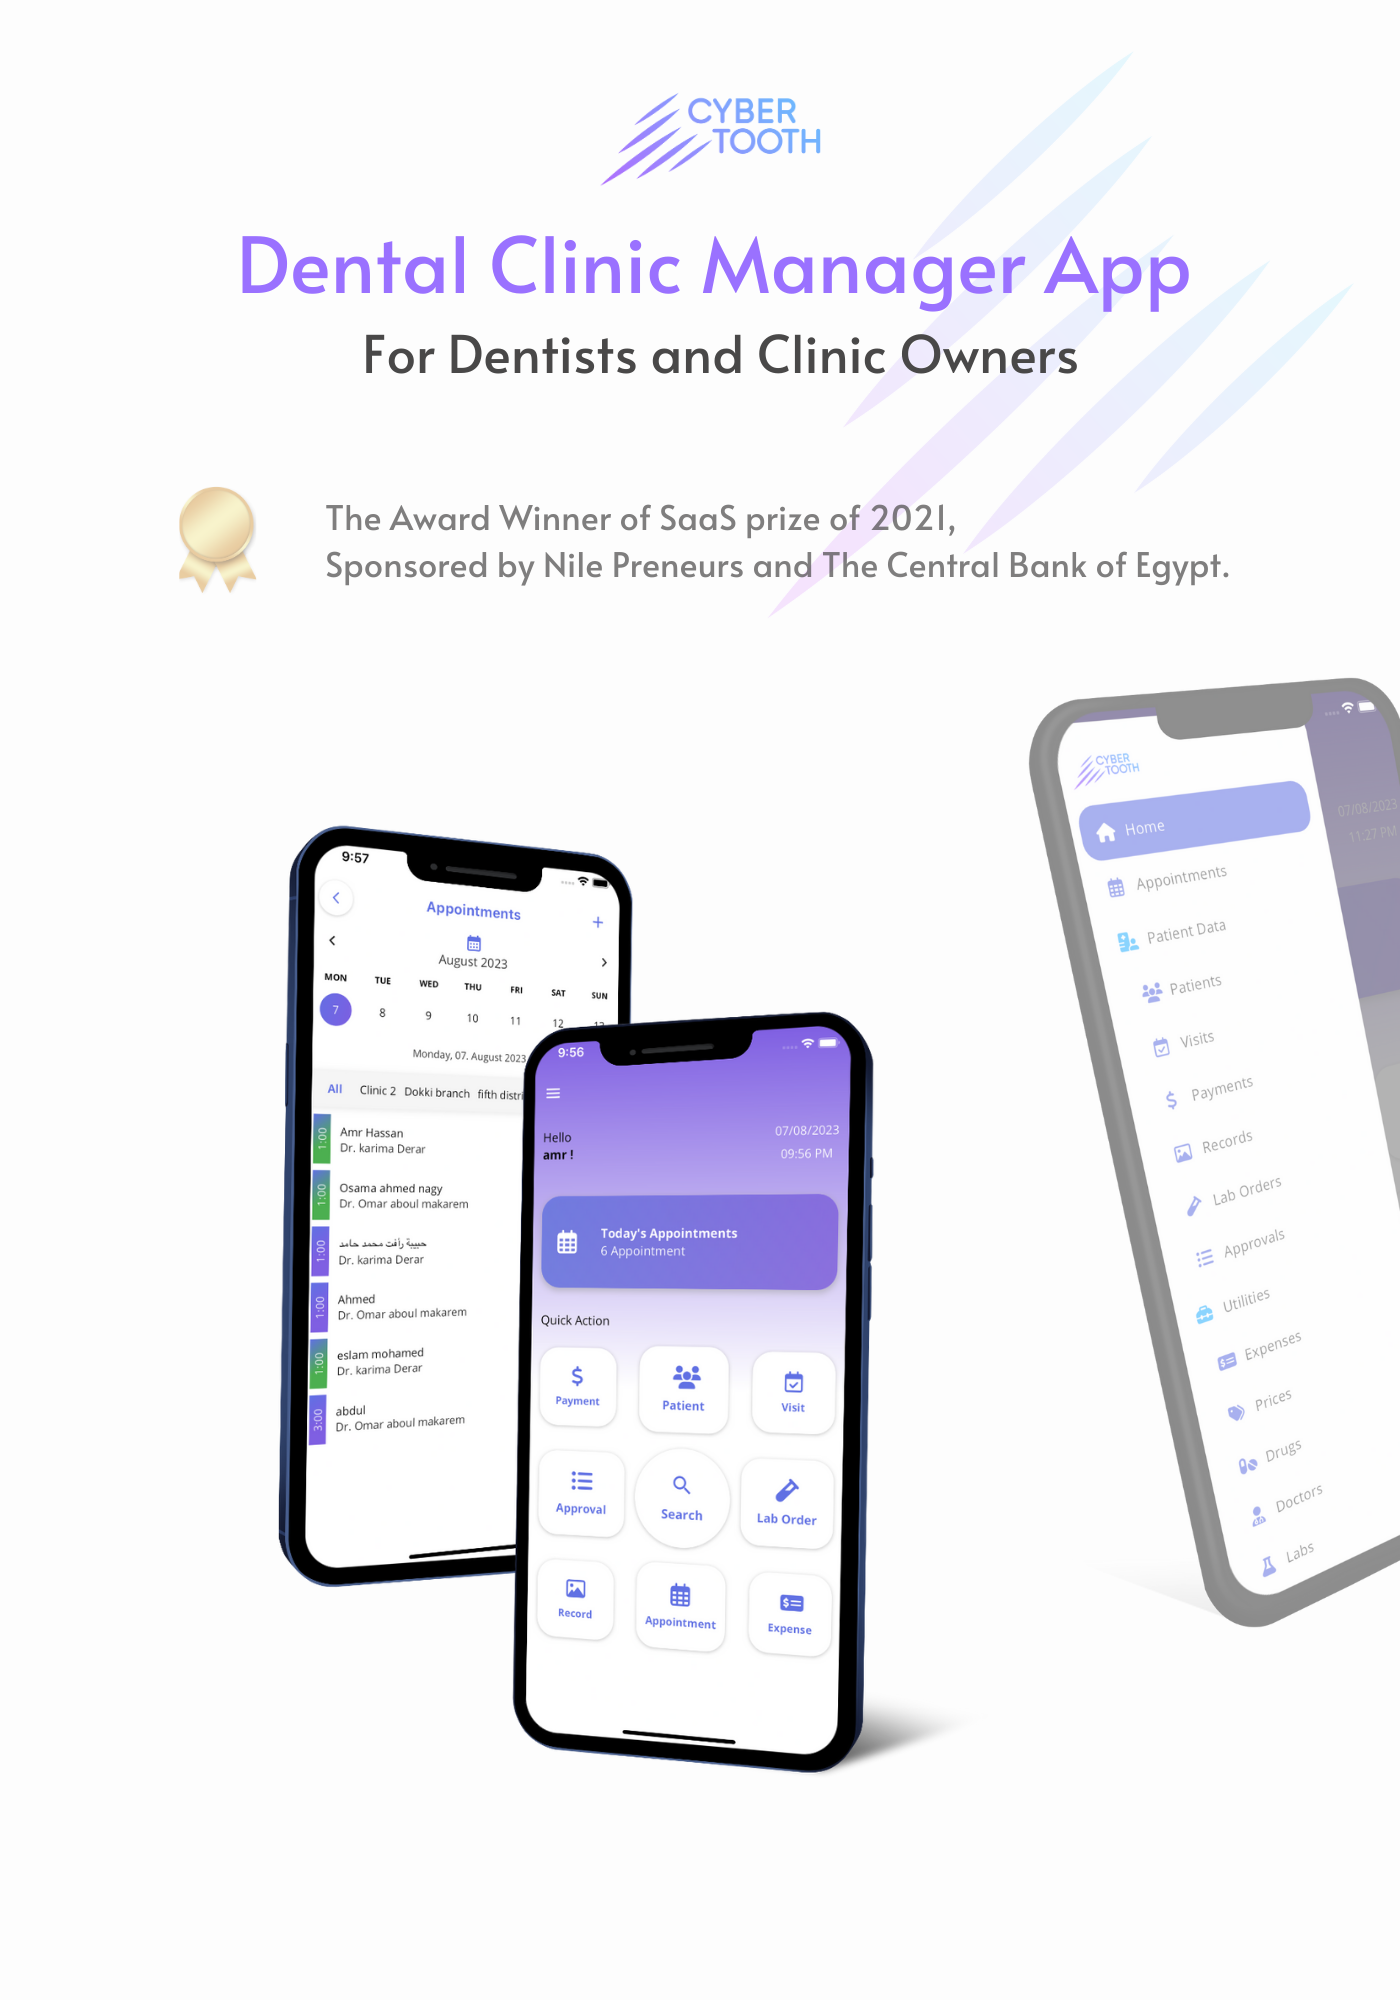 CYBER
TOOTH
Dental Clinic Manager App
For Dentists and Clinic Owners
The Award Winner of SaaS prize of 2021,
Sponsored by Nile Preneurs and The Central Bank of Egypt.
9:57
Appointments
+
August 2023
MON TUE WED THU FRI SAT SUN
7 8 9 10 11 12 13
Monday, 07. August 2023
All Clinic 2 Dokki branch fifth distri
1:00
Amr Hassan
Dr. karima Derar
1:00
Osama ahmed nagy
Dr. Omar aboul makarem
1:00
حبيبة رأفت محمد حامد
Dr. karima Derar
1:00
Ahmed
Dr. Omar aboul makarem
1:00
eslam mohamed
Dr. karima Derar
3:00
abdul
Dr. Omar aboul makarem
9:56
Hello
amr !
07/08/2023
09:56 PM
Today's Appointments
6 Appointment
Quick Action
Payment
Patient
Visit
Approval
Search
Lab Order
Record
Appointment
Expense
CYBER
TOOTH
07/08/2023
11:27 PM
Home
Appointments
Patient Data
Patients
Visits
Payments
Records
Lab Orders
Approvals
Utilities
Expenses
Prices
Drugs
Doctors
Labs